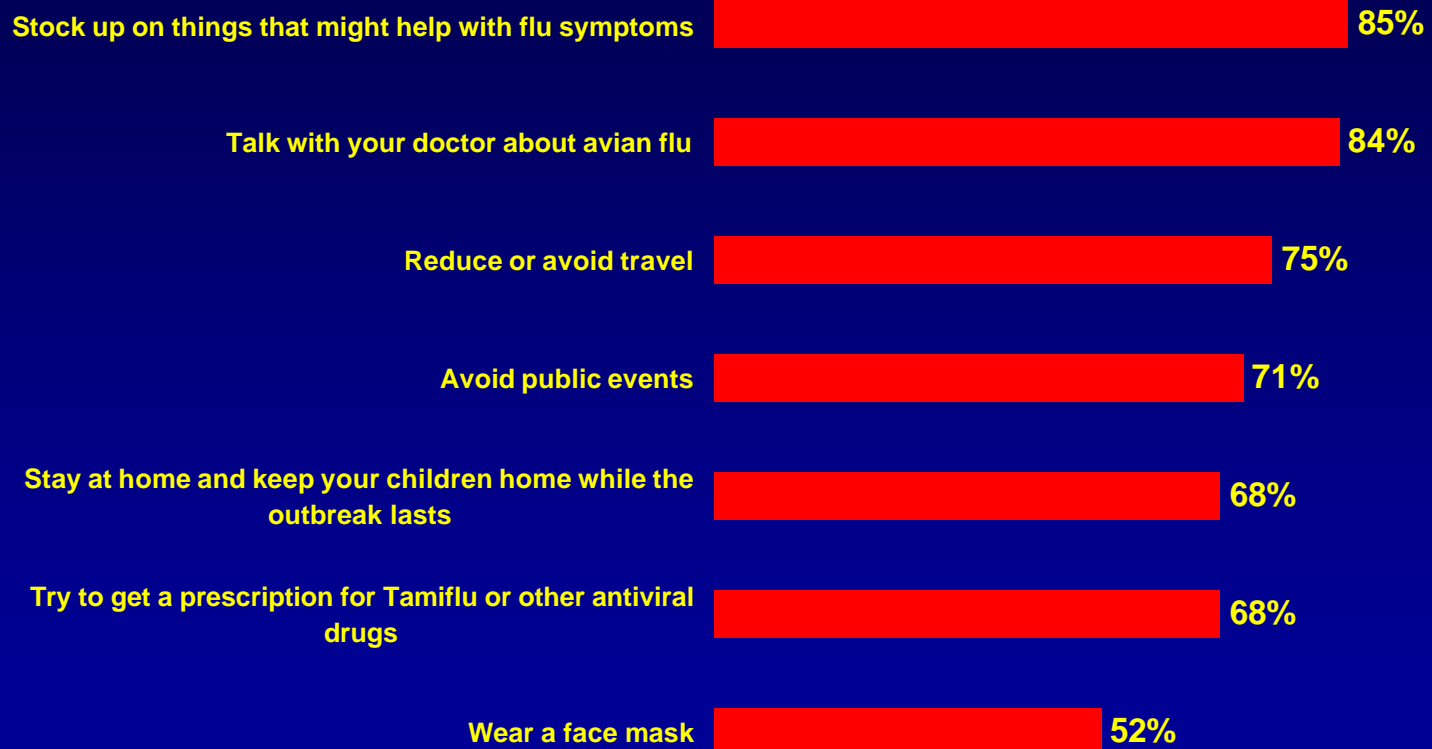 Stock up on things that might help with flu symptoms 85%
Talk with your doctor about avian flu 84%
Reduce or avoid travel 75%
Avoid public events 71%
Stay at home and keep your children home while the
outbreak lasts 68%
Try to get a prescription for Tamiflu or other antiviral
drugs 68%
Wear a face mask 52%